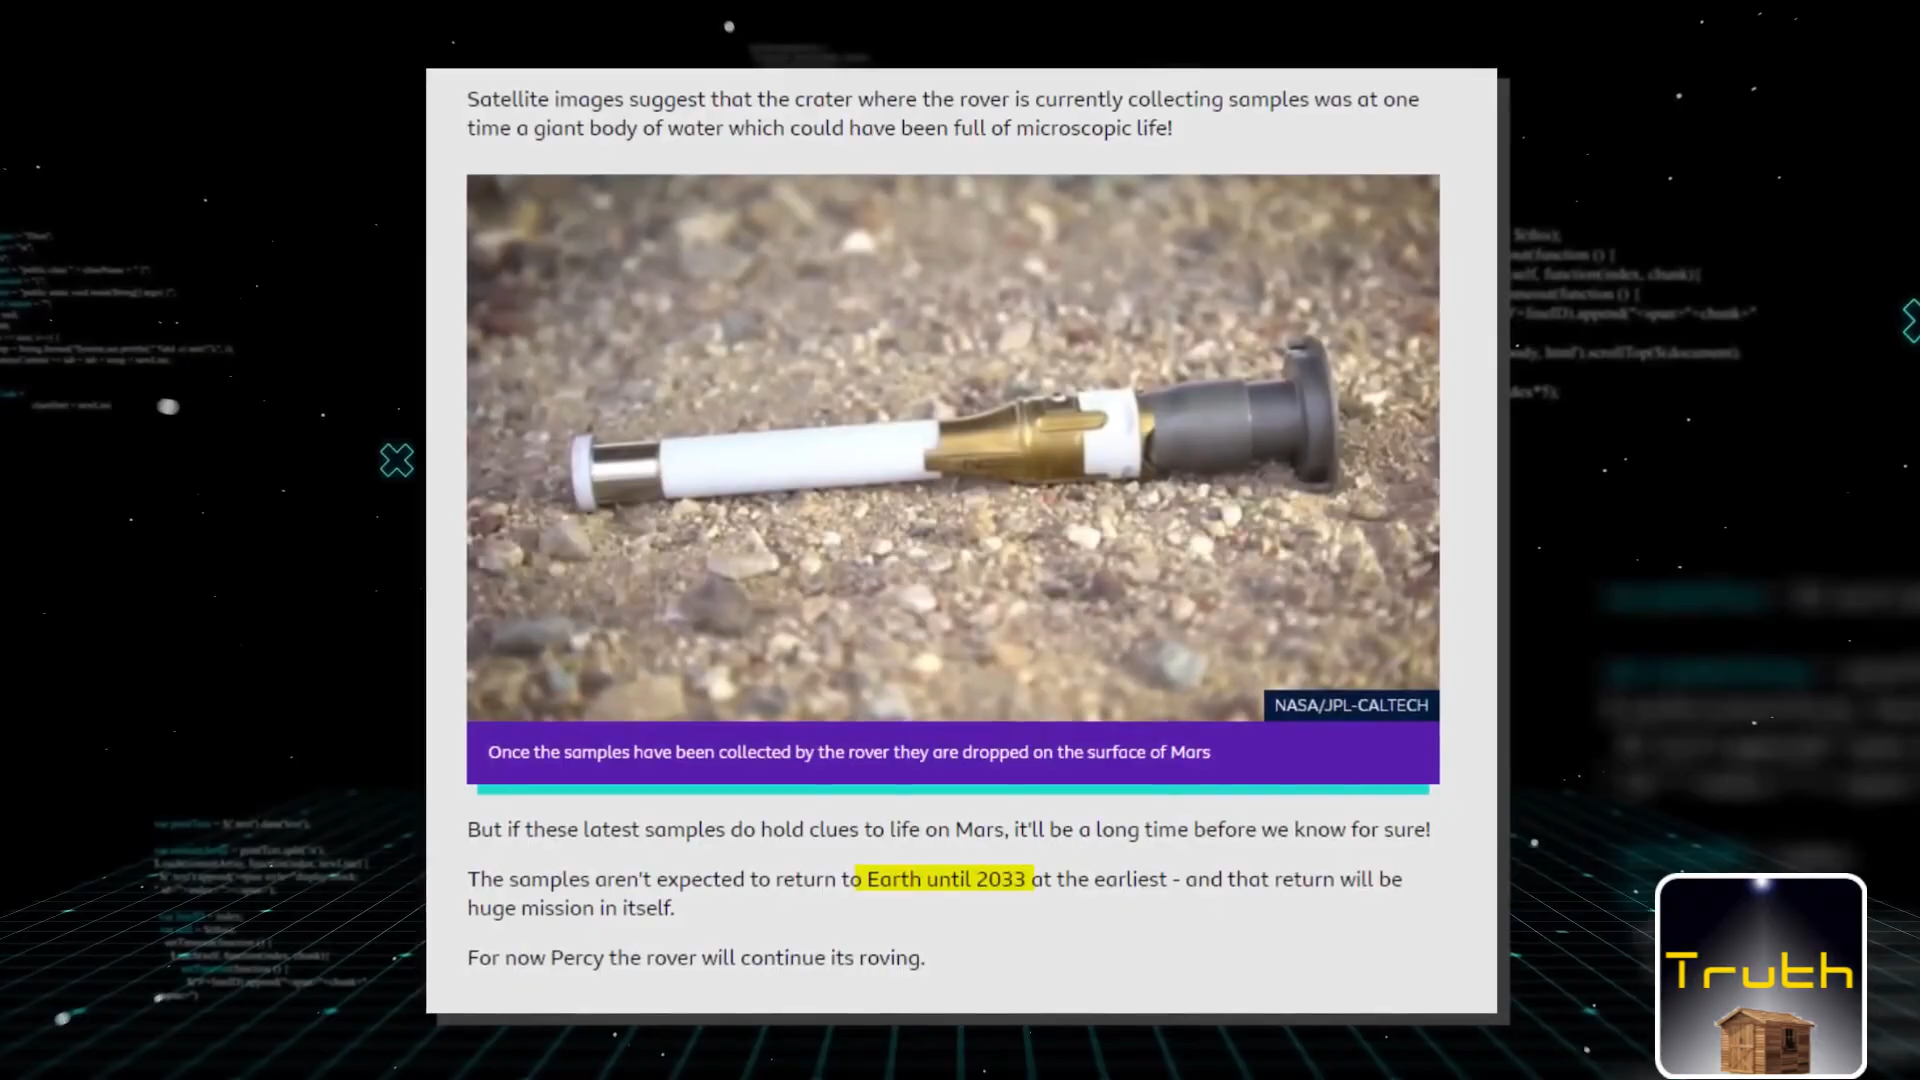 Satellite images suggest that the crater where the rover is currently collecting samples was at one
time a giant body of water which could have been full of microscopic life!
NASA/JPL-CALTECH
Once the samples have been collected by the rover they are dropped on the surface of Mars
But if these latest samples do hold clues to life on Mars, it'll be a long time before we know for sure!
The samples aren't expected to return to Earth until 2033 at the earliest - and that return will be
huge mission in itself.
For now Percy the rover will continue its roving.
Truth